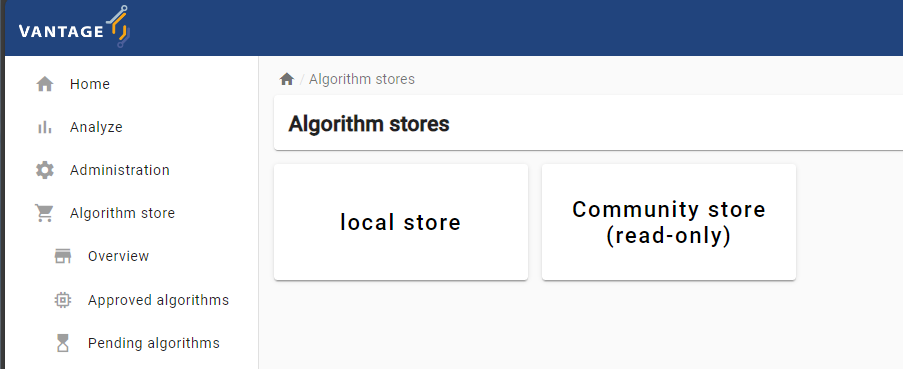 VANTAGE
Home
Analyze
Administration
Algorithm store
Overview
Approved algorithms
Pending algorithms
/ Algorithm stores
Algorithm stores
local store
Community store
(read-only)